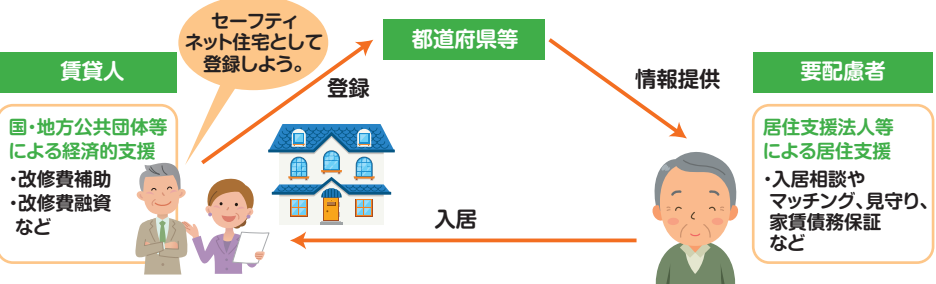 セーフティ
ネット住宅として
登録しよう。
都道府県等
賃貸人
登録
情報提供
要配慮者
国・地方公共団体等
による経済的支援
・改修費補助
・改修費融資
など
居住支援法人等
による居住支援
・入居相談や
マッチング、見守り、
家賃債務保証
など
入居